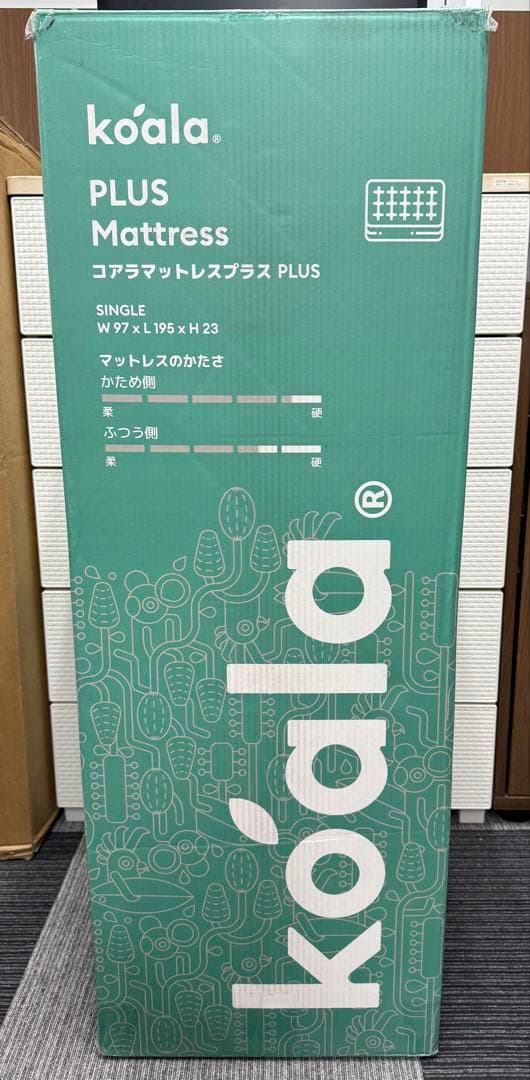 koala®
PLUS
Mattress
コアラマットレスプラス PLUS
SINGLE
W 97 x L 195 x H 23
マットレスのかたさ
かため側
柔 硬
ふつう側
柔 硬
koala®